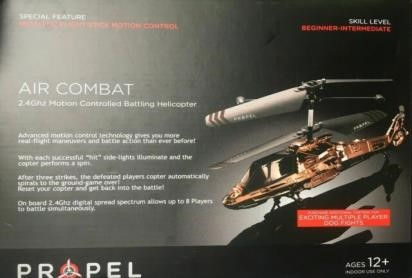 SPECIAL FEATURE
REALISTIC FLIGHT STICK MOTION CONTROL
SKILL LEVEL
BEGINNER-INTERMEDIATE
AIR COMBAT
2.4Ghz Motion Controlled Battling Helicopter
Advanced motion control technology gives you more
real-flight maneuvers and battle action than ever before!
With each successful "hit" side-lights illuminate and the
copter performs a spin.
After three strikes, the defeated players copter automatically
spirals to the ground-game over!
Reset your copter and get back into the battle!
On board 2.4Ghz digital spread spectrum allows up to 8 Players
to battle simultaneously.
PROPEL
PROPEL
EXCITING MULTIPLE PLAYER
DOG FIGHTS
PROPEL
AGES 12+
INDOOR USE ONLY